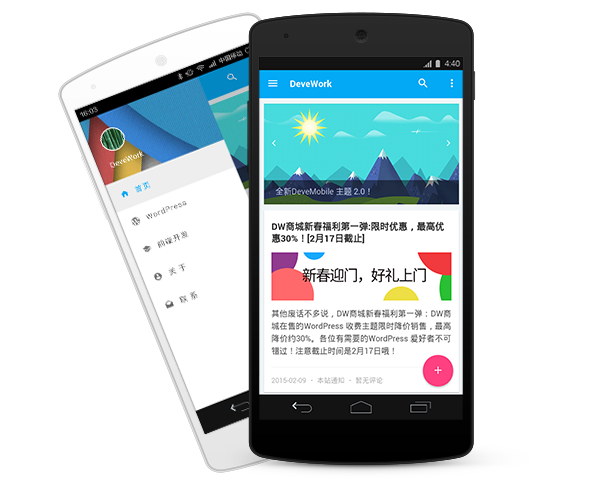 16:03
中国移动
DeveWork
首页
WordPress
前端开发
关于
联系
4:40
DeveWork
全新DeveMobile 主题 2.0！
DW商城新春福利第一弹:限时优惠，最高优
惠30%！[2月17日截止]
新春迎门，好礼上门
其他废话不多说，DW商城新春福利第一弹：DW商
城在售的WordPress 收费主题限时降价销售，最高
降价约30%。各位有需要的WordPress 爱好者不可
错过！注意截止时间是2月17日哦！
2015-02-09 • 本站通知 • 暂无评论